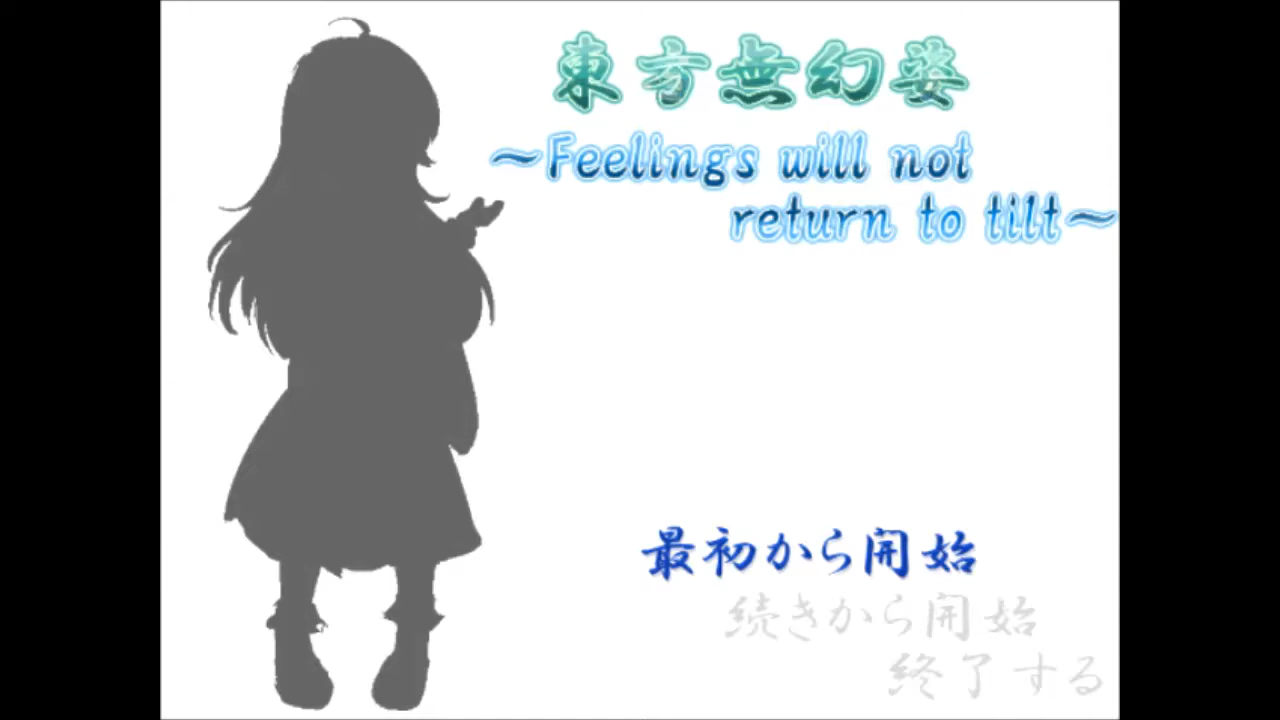 東方無幻姿
～Feelings will not
return to tilt～
最初から開始
続きから開始
終了する